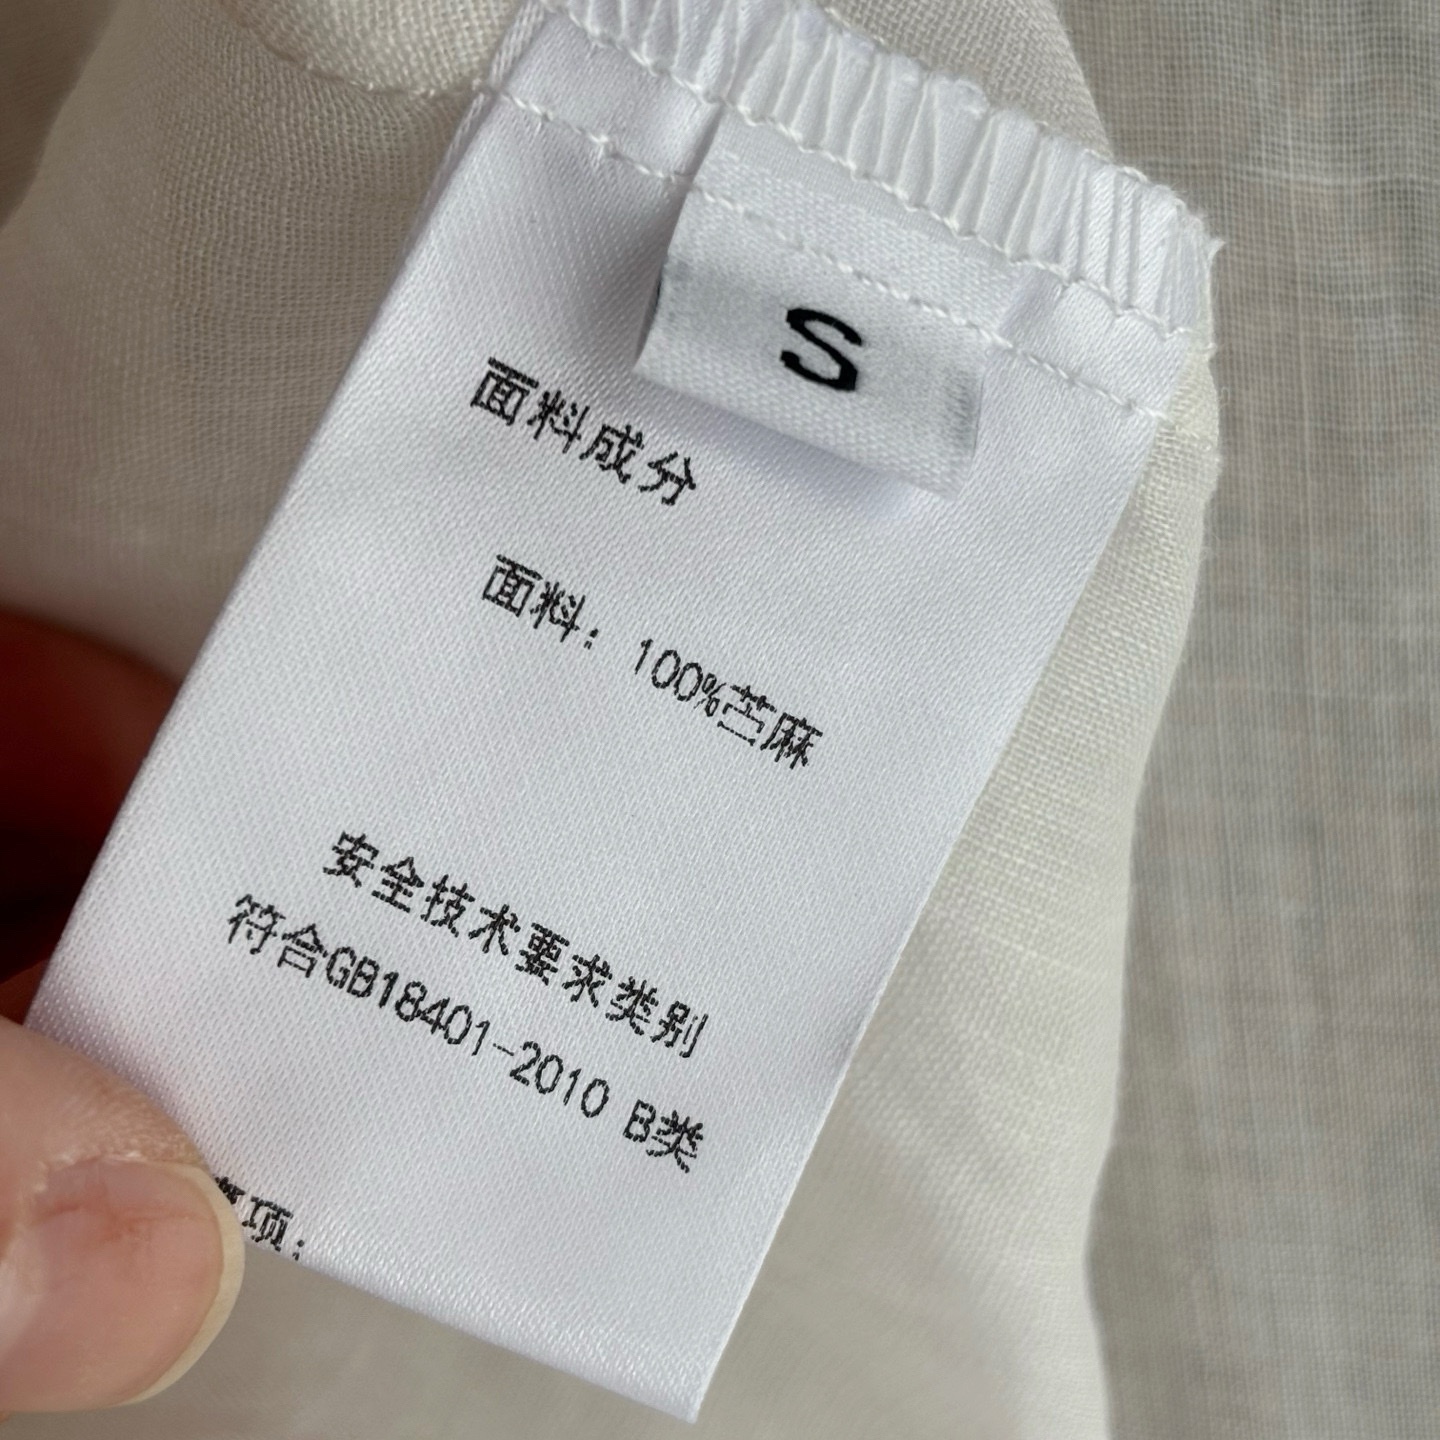 S
面料成分
面料：100%苎麻
安全技术要求类别
符合GB18401-2010 B类
项：